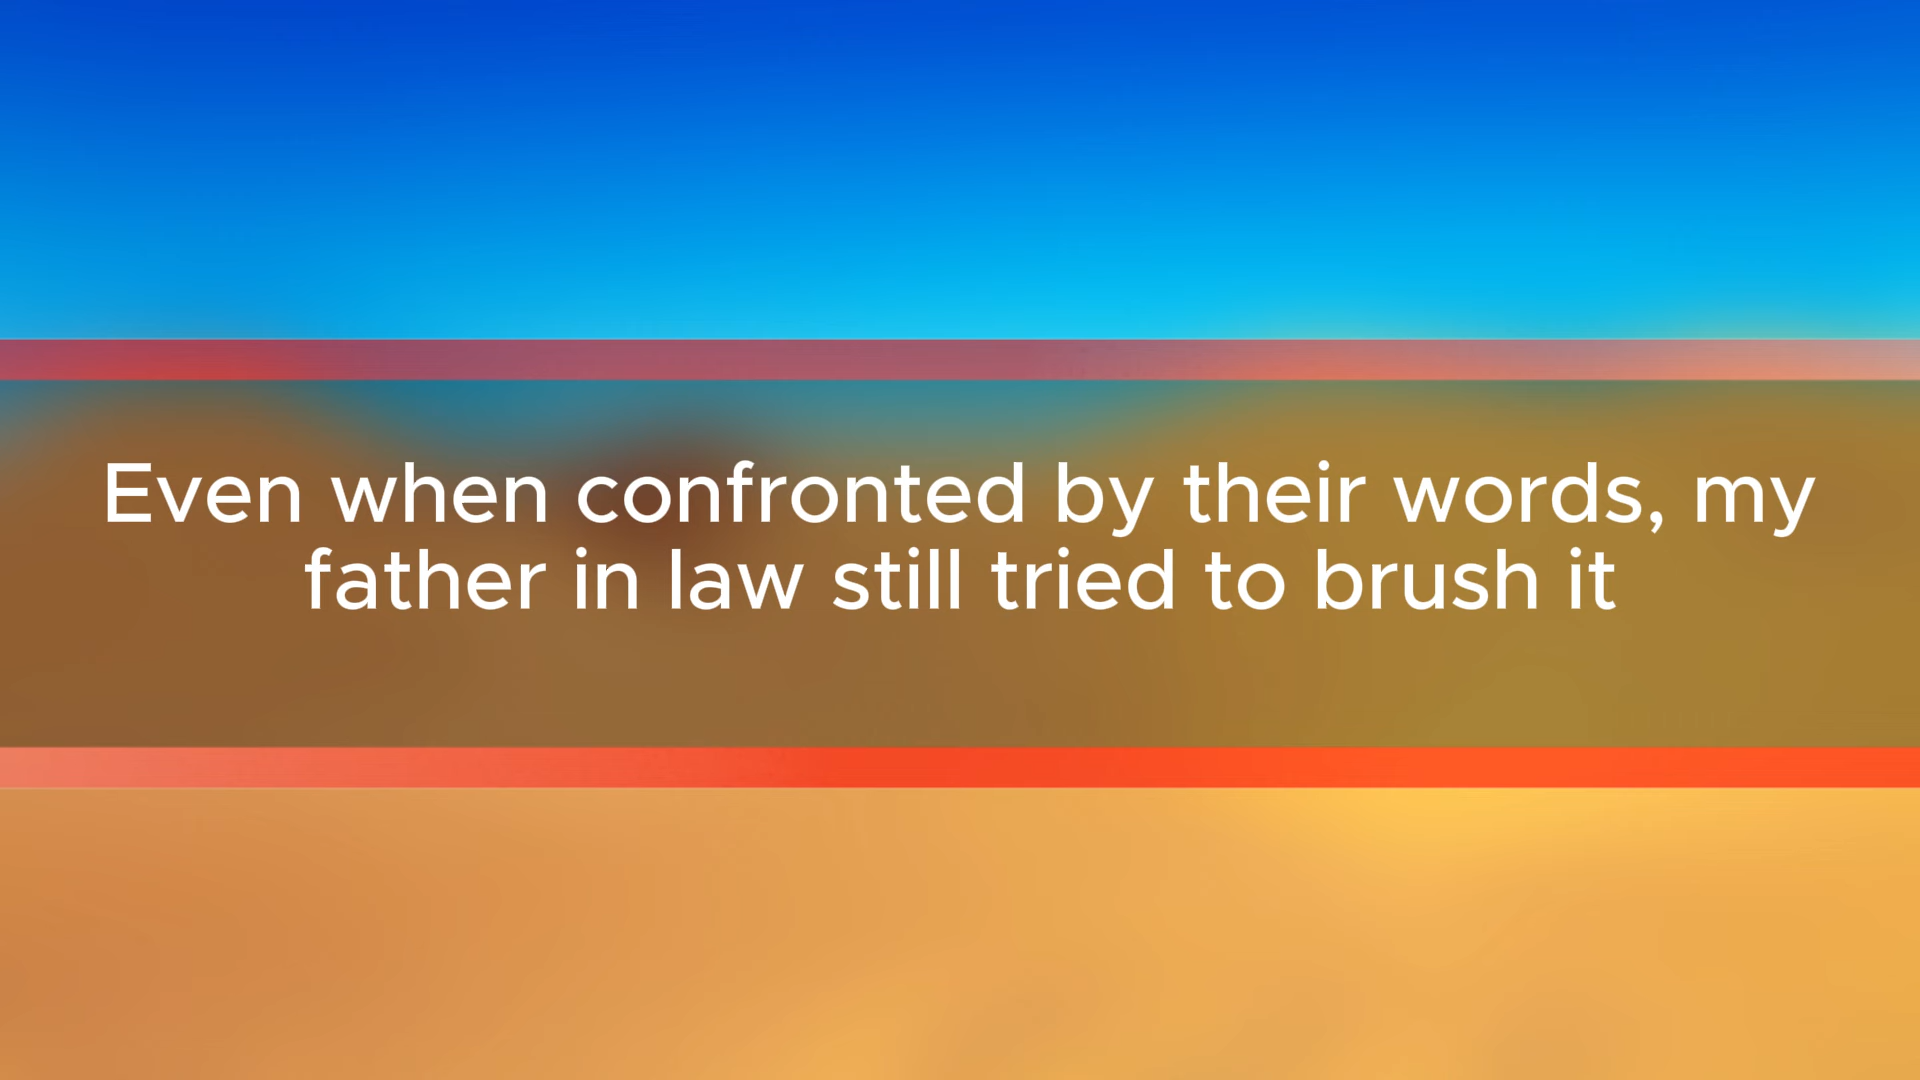 Even when confronted by their words, my
father in law still tried to brush it